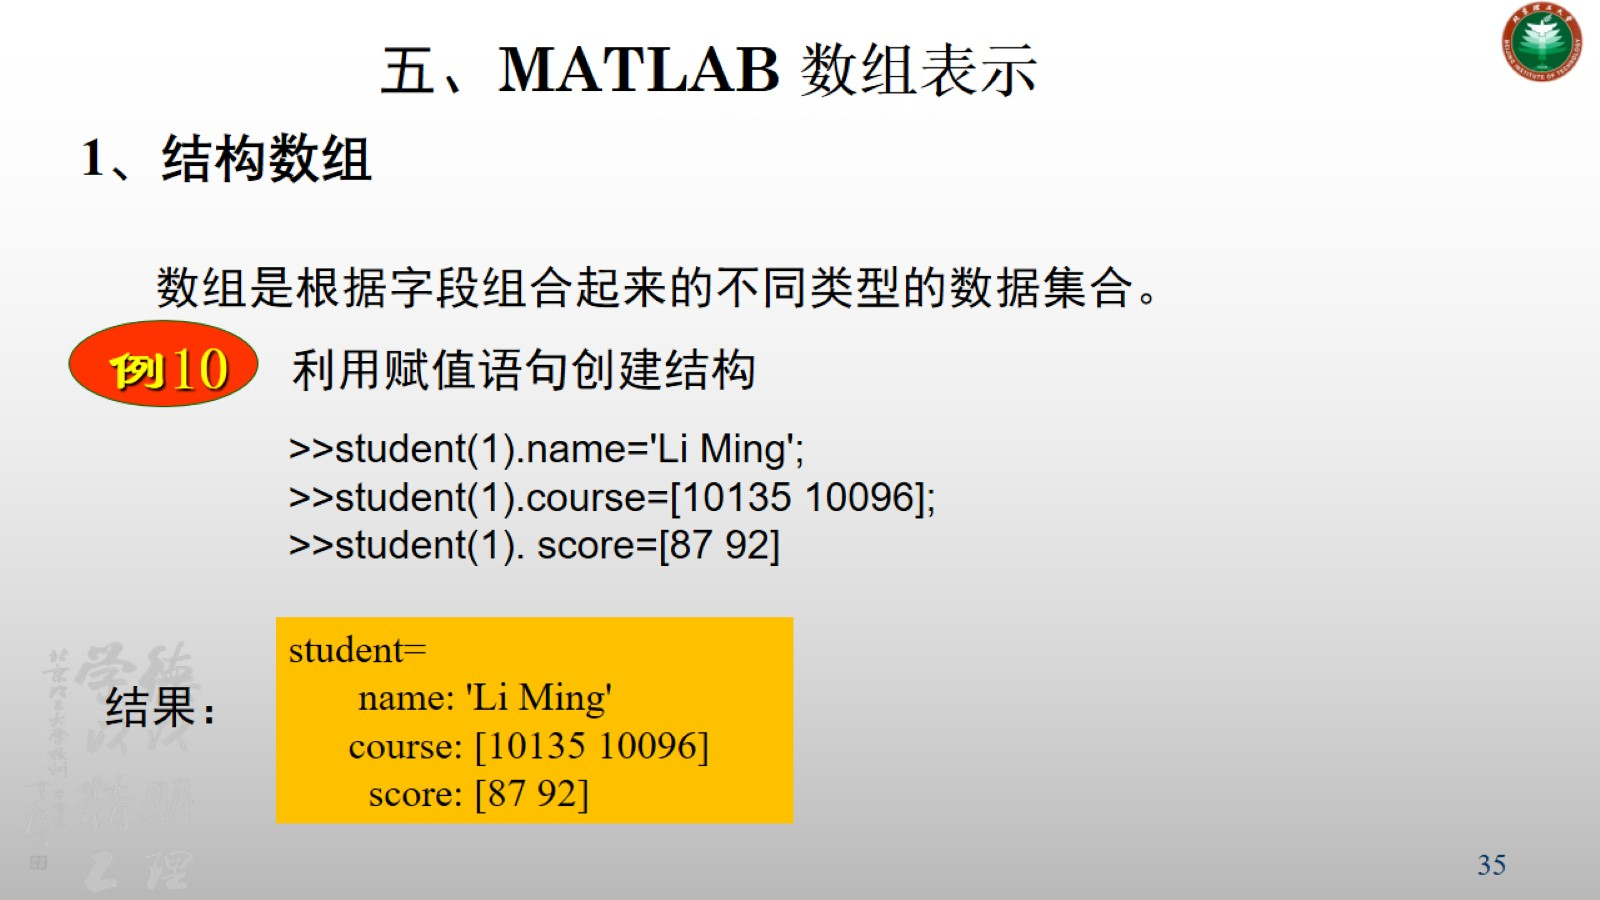 五、MATLAB 数组表示
1、结构数组
数组是根据字段组合起来的不同类型的数据集合。
例10
利用赋值语句创建结构
>>student(1).name='Li Ming';
>>student(1).course=[10135 10096];
>>student(1). score=[87 92]
结果：
student=
name: 'Li Ming'
course: [10135 10096]
score: [87 92]
35